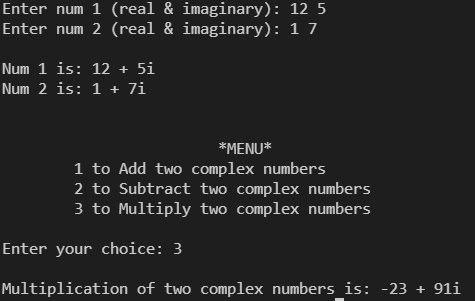 Enter num 1 (real & imaginary): 12 5
Enter num 2 (real & imaginary): 1 7
Num 1 is: 12 + 5i
Num 2 is: 1 + 7i
*MENU*
1 to Add two complex numbers
2 to Subtract two complex numbers
3 to Multiply two complex numbers
Enter your choice: 3
Multiplication of two complex numbers is: -23 + 91i